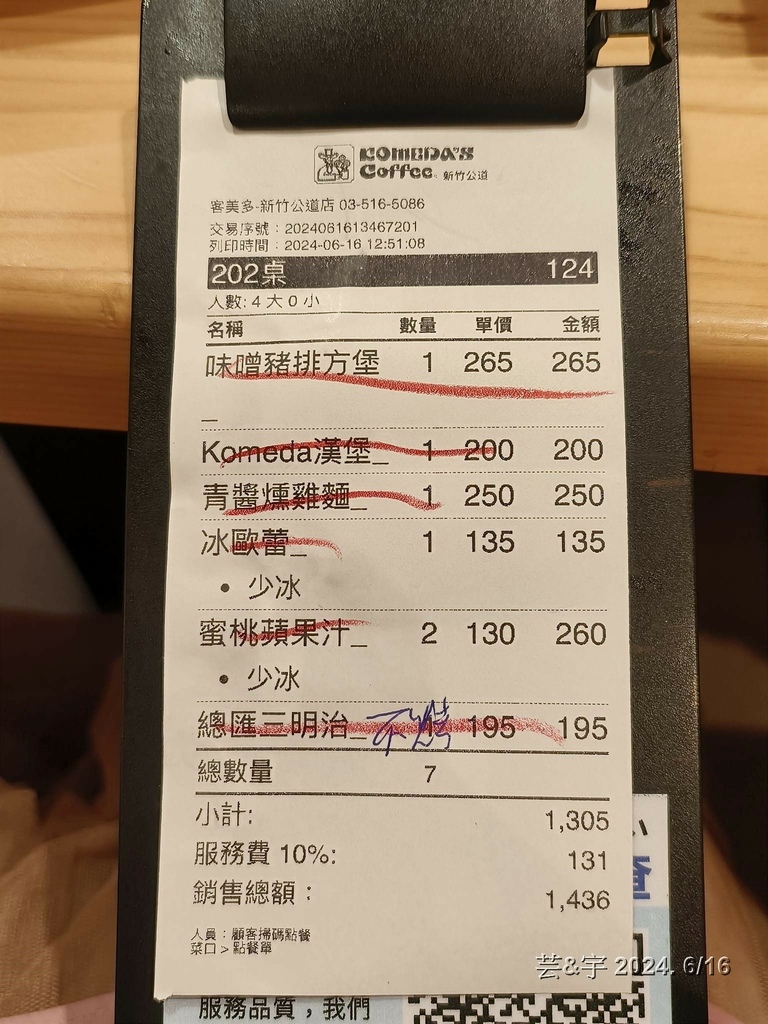 KOMEDA'S
Coffee® 新竹公道
客美多-新竹公道店 03-516-5086
交易序號：2024061613467201
列印時間：2024-06-16 12:51:08
202桌 124
人數: 4 大 0 小
名稱 數量 單價 金額
味噌豬排方堡 1 265 265
_
Komeda漢堡_ 1 200 200
青醬燻雞麵_ 1 250 250
冰歐蕾_ 1 135 135
• 少冰
蜜桃蘋果汁_ 2 130 260
• 少冰
總匯三明治_ 不烤 1 195 195
總數量 7
小計: 1,305
服務費 10%: 131
銷售總額： 1,436
人員：顧客掃碼點餐
菜口 > 點餐單
芸&宇 2024. 6/16
服務品質，我們